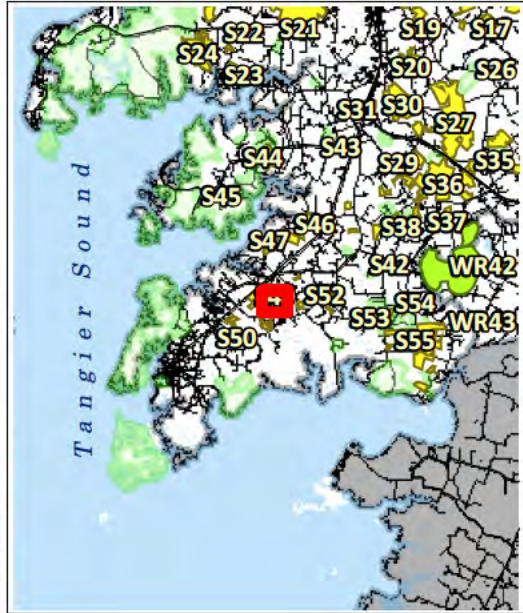 S22
S21
S19
S17
S24
S23
S20
S26
S31
S30
S27
S43
S44
S29
S35
S45
S36
S46
S38
S37
S47
S42
WR42
S52
S54
S53
WR43
S50
S55
Tangier Sound